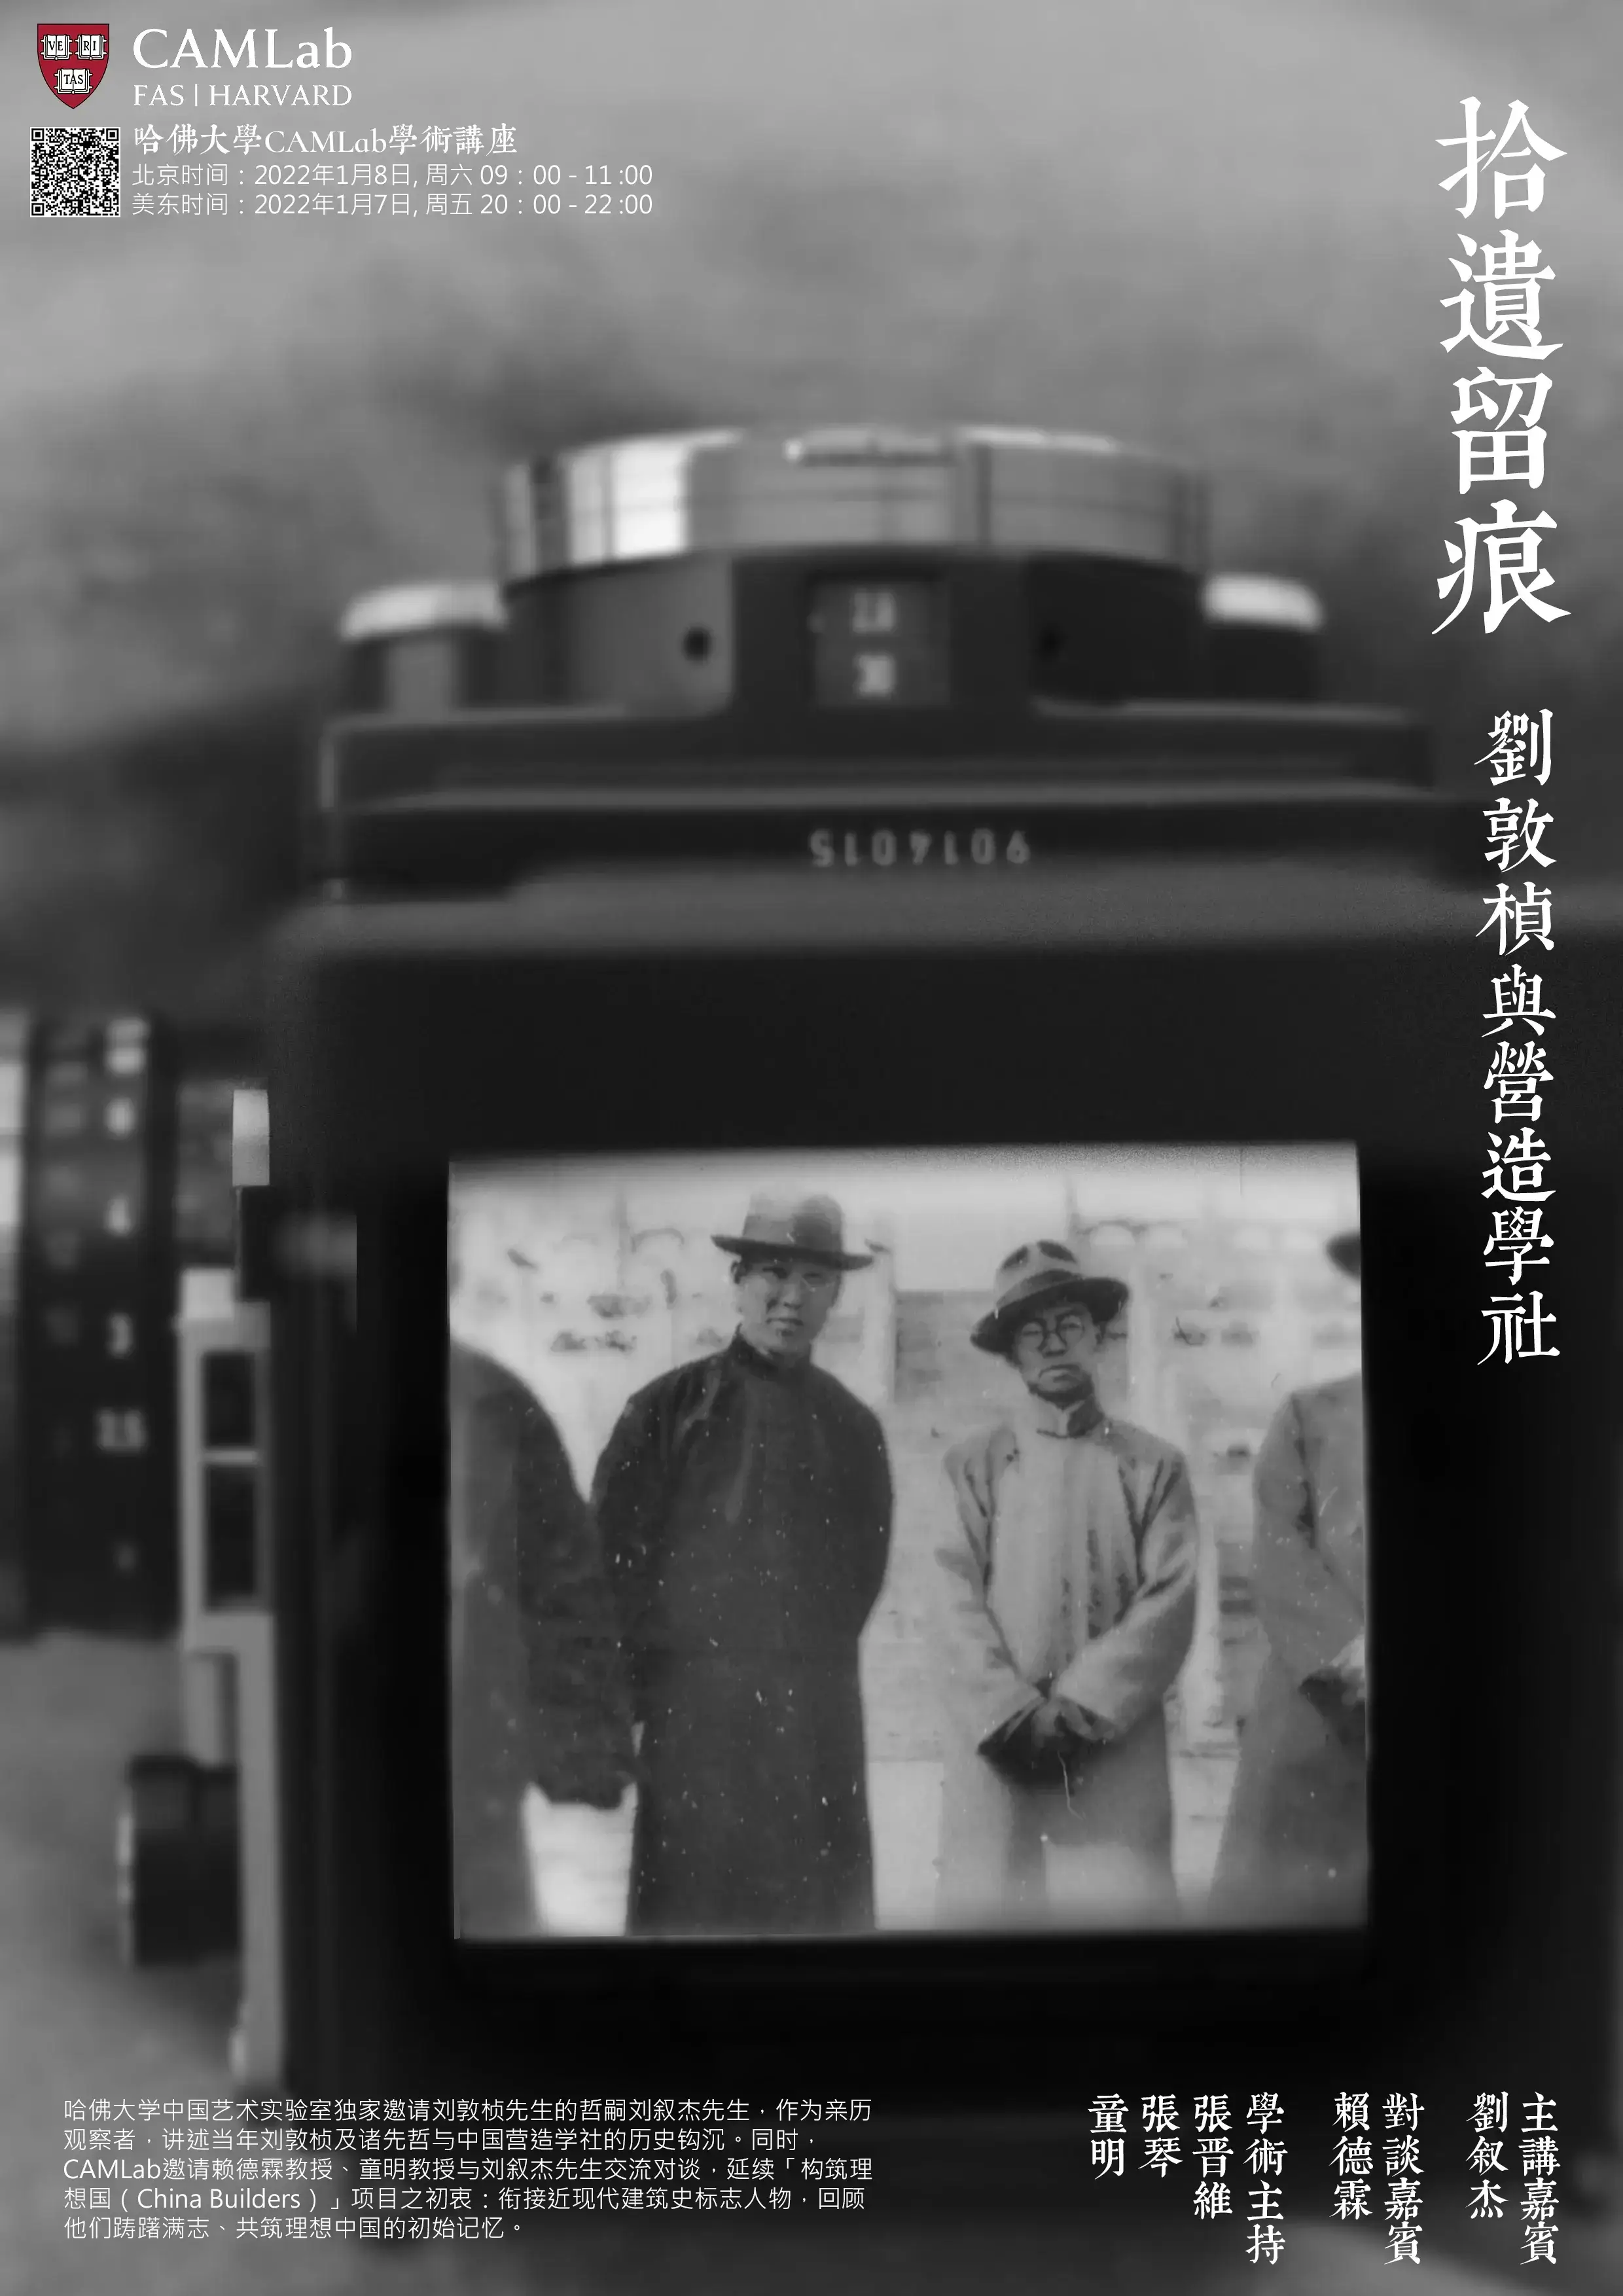 VE RI
TAS
CAMLab
FAS | HARVARD
哈佛大學CAMLab學術講座
北京时间：2022年1月8日, 周六 09：00 - 11 :00
美东时间：2022年1月7日, 周五 20：00 - 22 :00
拾遺留痕
劉敦楨與營造學社
9014015
主講嘉賓
劉叙杰
對談嘉賓
賴德霖
學術主持
張晋維
張琴
童明
哈佛大学中国艺术实验室独家邀请刘敦桢先生的哲嗣刘叙杰先生，作为亲历
观察者，讲述当年刘敦桢及诸先哲与中国营造学社的历史钩沉。同时，
CAMLab邀请赖德霖教授、童明教授与刘叙杰先生交流对谈，延续「构筑理
想国（China Builders）」项目之初衷：衔接近现代建筑史标志人物，回顾
他们踌躇满志、共筑理想中国的初始记忆。